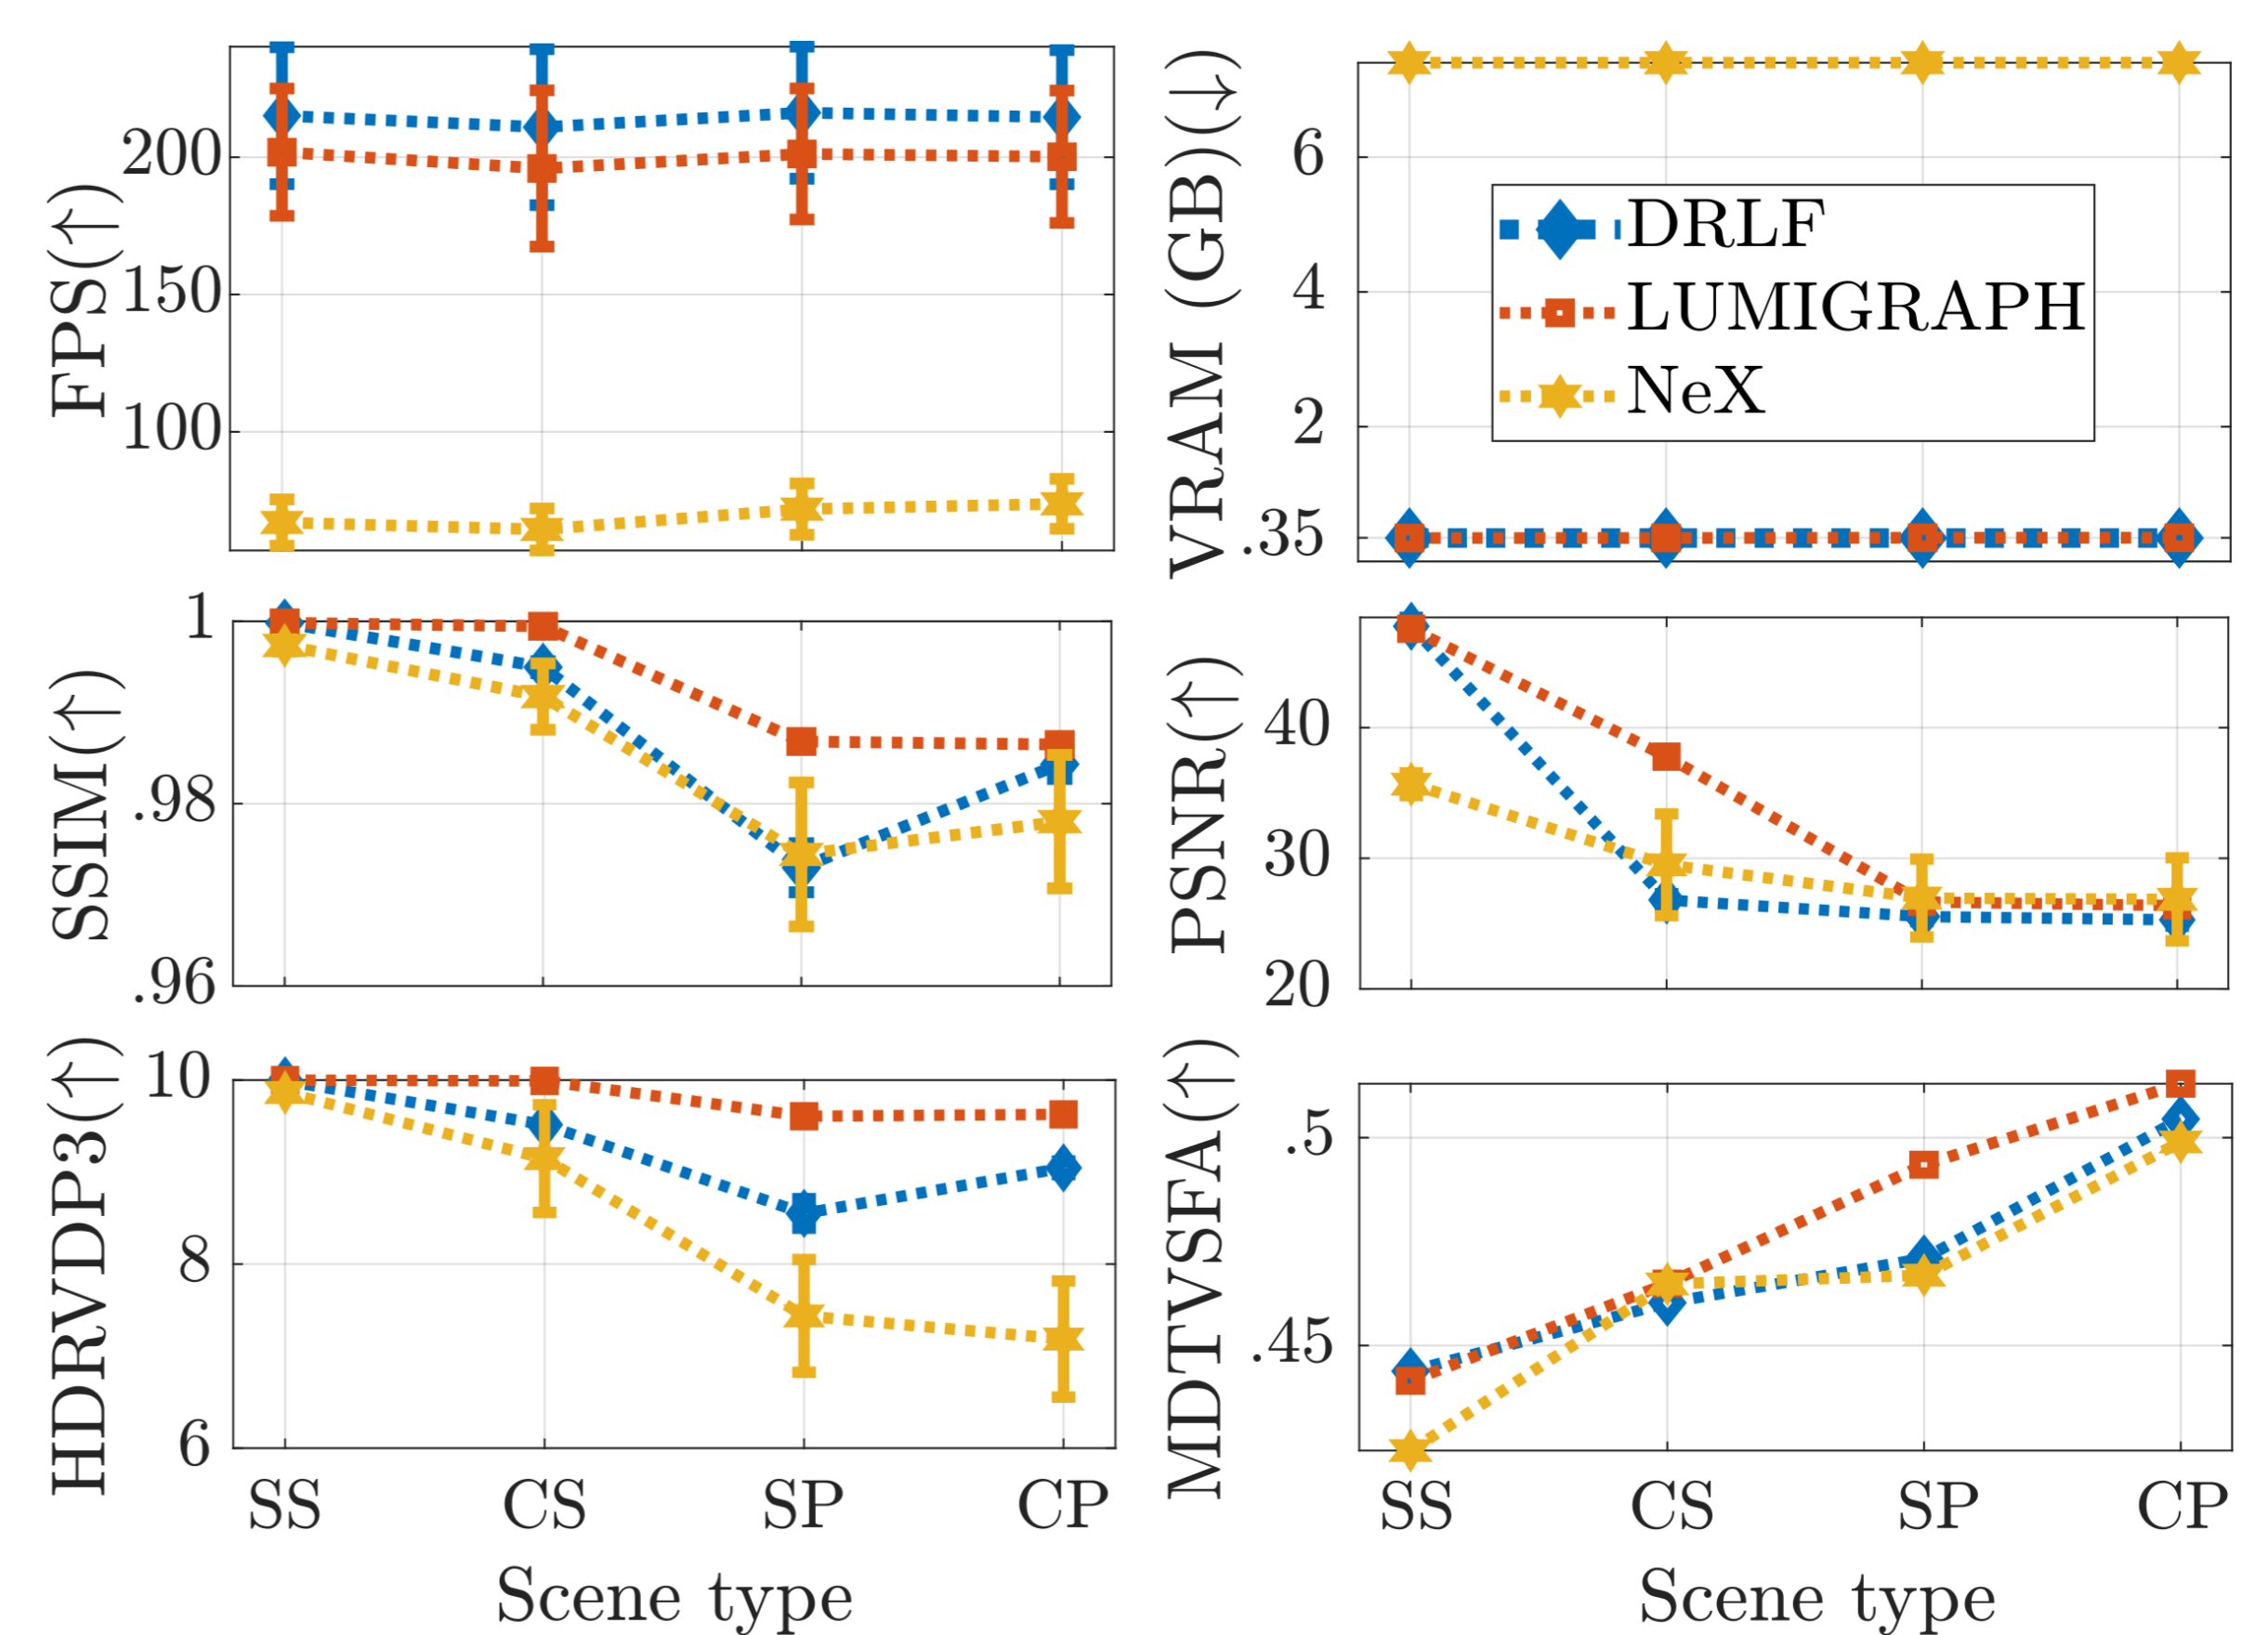 FPS(↑)
200
150
100
VRAM (GB)(↓)
6
4
2
.35
DRLF
LUMIGRAPH
NeX
SSIM(↑)
1
.98
.96
PSNR(↑)
40
30
20
HDRVDP3(↑)
10
8
6
SS CS SP CP
Scene type
MDTVSFA(↑)
.5
.45
SS CS SP CP
Scene type